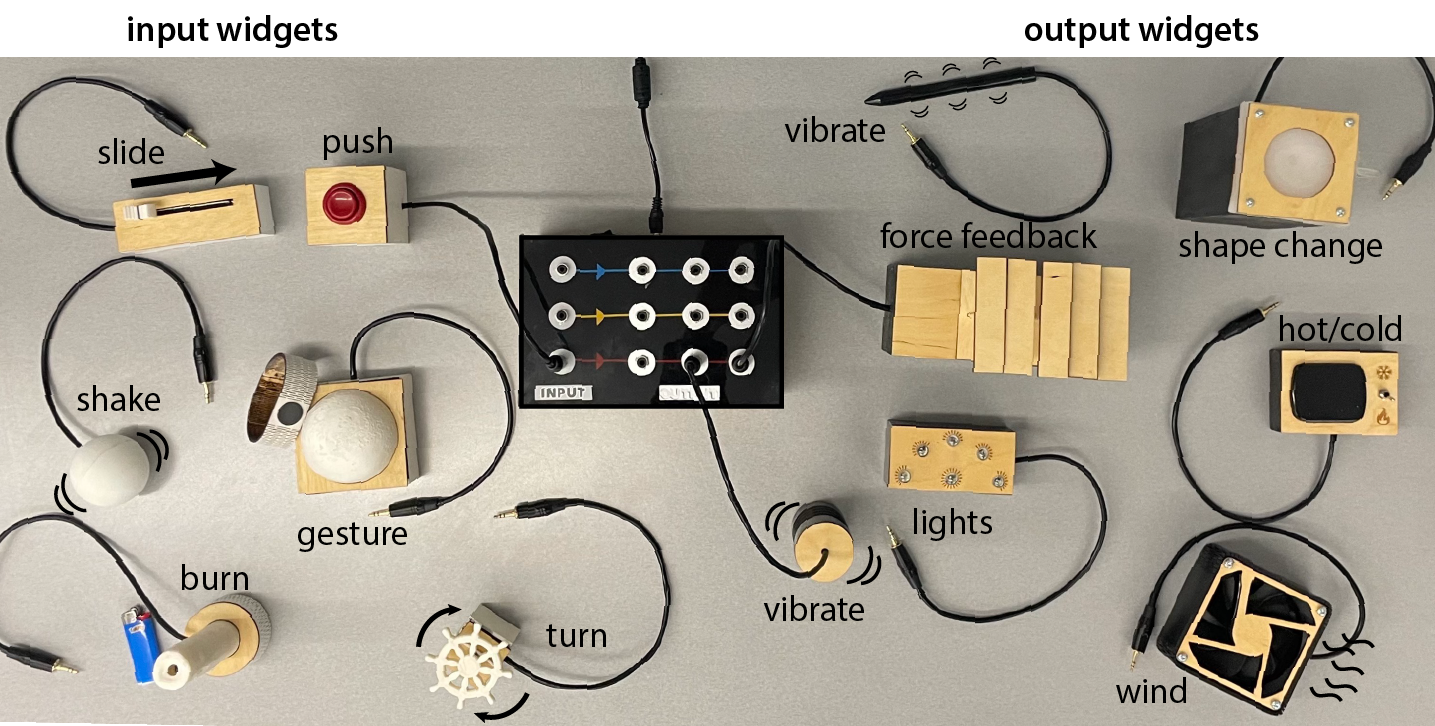 input widgets
output widgets
slide
push
vibrate
force feedback
shape change
hot/cold
shake
INPUT
gesture
lights
burn
turn
vibrate
wind